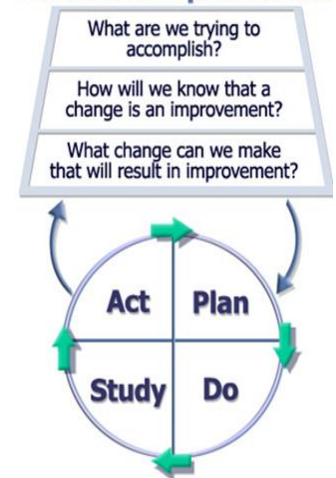 What are we trying to
accomplish?
How will we know that a
change is an improvement?
What change can we make
that will result in improvement?
Act
Plan
Study
Do